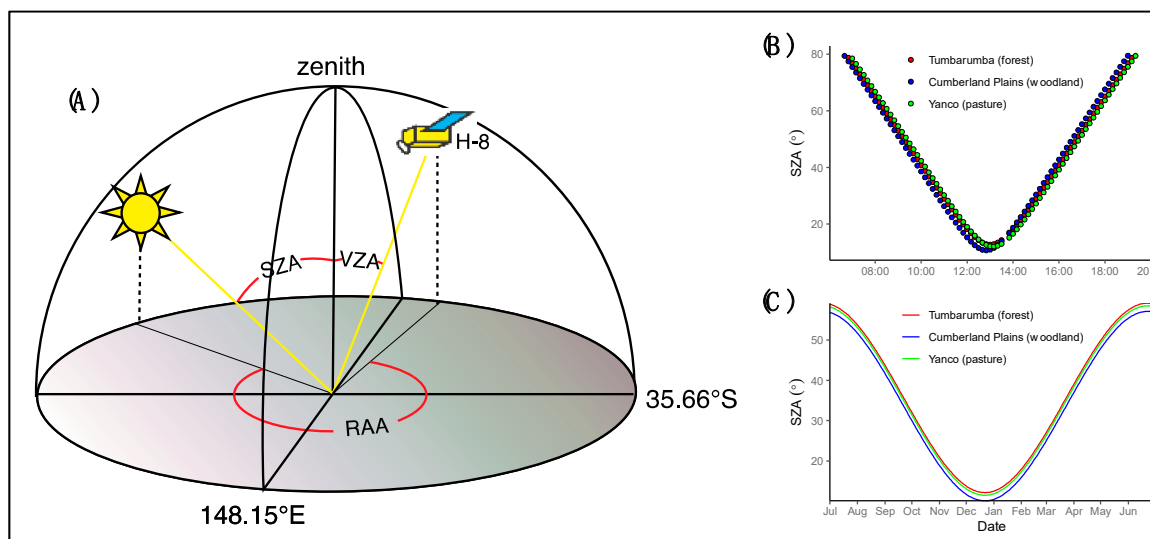 (A)
zenith
H-8
SZA
VZA
RAA
35.66°S
148.15°E
(B)
Tumbarumba (forest)
Cumberland Plains (woodland)
Yanco (pasture)
SZA (°)
80
60
40
20
08:00 10:00 12:00 14:00 16:00 18:00 20
(C)
Tumbarumba (forest)
Cumberland Plains (woodland)
Yanco (pasture)
SZA (°)
50
40
30
20
Jul Aug Sep Oct Nov Dec Jan Feb Mar Apr May Jun
Date